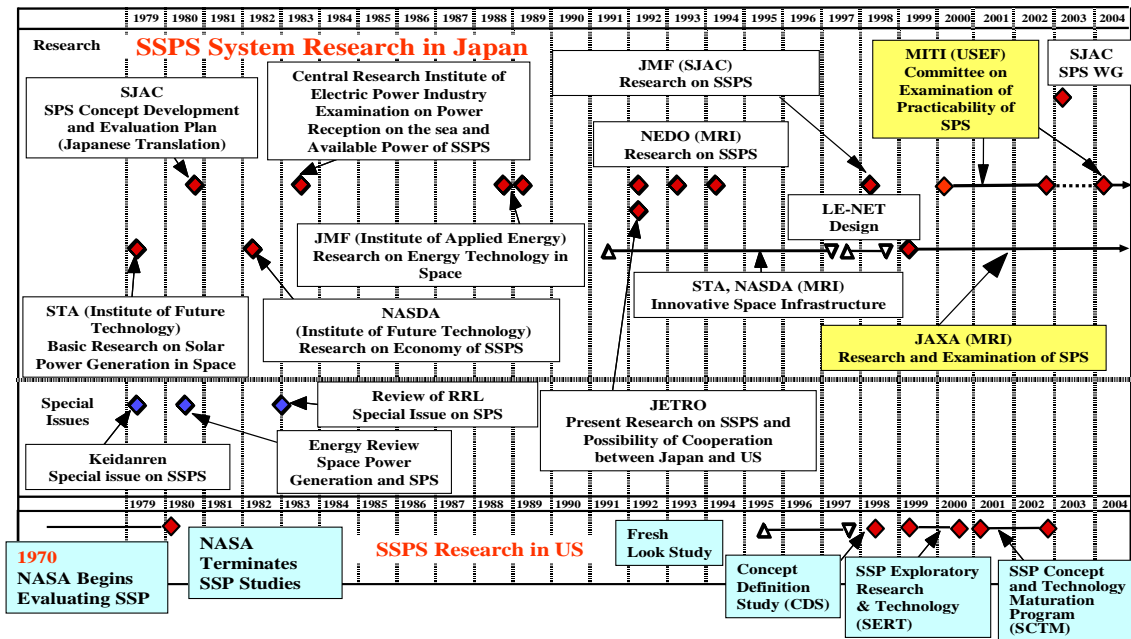 1979 1980 1981 1982 1983 1984 1985 1986 1987 1988 1989 1990 1991 1992 1993 1994 1995 1996 1997 1998 1999 2000 2001 2002 2003 2004
Research
SSPS System Research in Japan
SJAC
SPS Concept Development
and Evaluation Plan
(Japanese Translation)
Central Research Institute of
Electric Power Industry
Examination on Power
Reception on the sea and
Available Power of SSPS
JMF (SJAC)
Research on SSPS
MITI (USEF)
Committee on
Examination of
Practicability of
SPS
SJAC
SPS WG
NEDO (MRI)
Research on SSPS
LE-NET
Design
JMF (Institute of Applied Energy)
Research on Energy Technology in
Space
STA (Institute of Future
Technology)
Basic Research on Solar
Power Generation in Space
NASDA
(Institute of Future Technology)
Research on Economy of SSPS
STA, NASDA (MRI)
Innovative Space Infrastructure
JAXA (MRI)
Research and Examination of SPS
Special
Issues
Review of RRL
Special Issue on SPS
Keidanren
Special issue on SSPS
Energy Review
Space Power
Generation and SPS
JETRO
Present Research on SSPS and
Possibility of Cooperation
between Japan and US
1979 1980 1981 1982 1983 1984 1985 1986 1987 1988 1989 1990 1991 1992 1993 1994 1995 1996 1997 1998 1999 2000 2001 2002 2003 2004
1970
NASA Begins
Evaluating SSP
NASA
Terminates
SSP Studies
SSPS Research in US
Fresh
Look Study
Concept
Definition
Study (CDS)
SSP Exploratory
Research
& Technology
(SERT)
SSP Concept
and Technology
Maturation
Program
(SCTM)